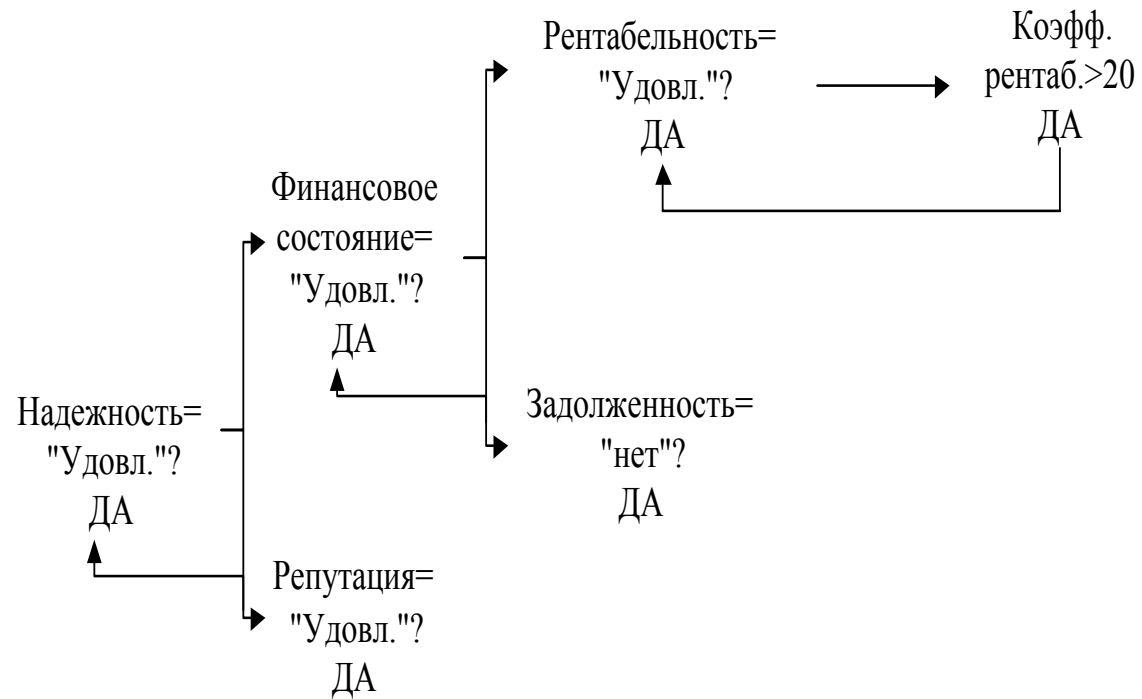 Рентабельность=
"Удовл."?
ДА
Коэфф.
рентаб.>20
ДА
Финансовое
состояние=
"Удовл."?
ДА
Надежность=
"Удовл."?
ДА
Задолженность=
"нет"?
ДА
Репутация=
"Удовл."?
ДА